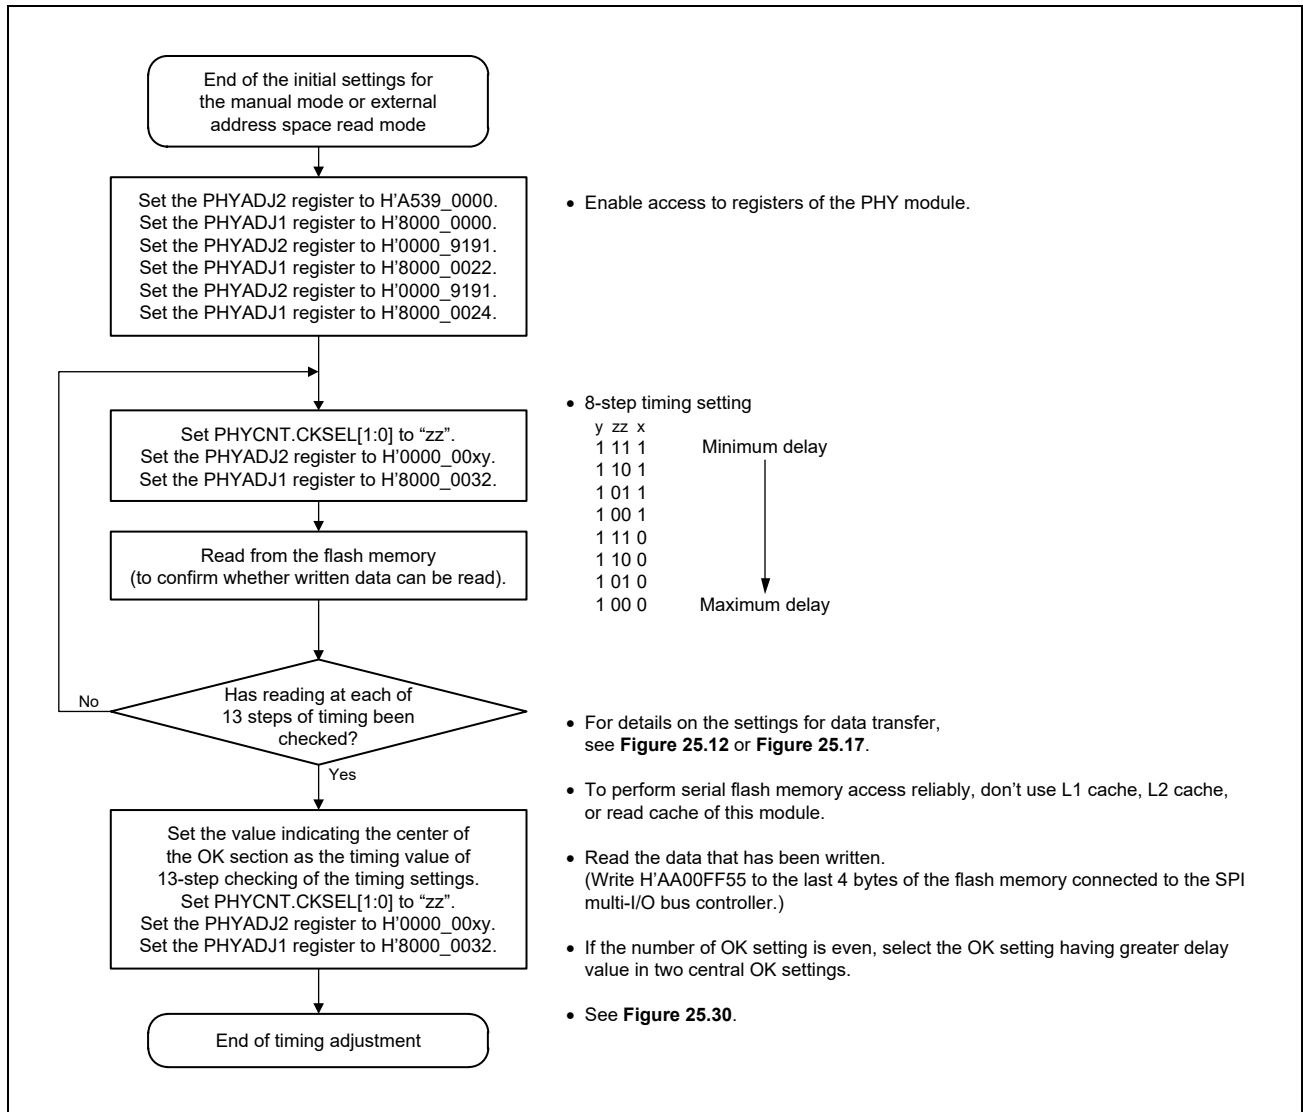 End of the initial settings for
the manual mode or external
address space read mode
Set the PHYADJ2 register to H’A539_0000.
Set the PHYADJ1 register to H’8000_0000.
Set the PHYADJ2 register to H’0000_9191.
Set the PHYADJ1 register to H’8000_0022.
Set the PHYADJ2 register to H’0000_9191.
Set the PHYADJ1 register to H’8000_0024.
• Enable access to registers of the PHY module.
Set PHYCNT.CKSEL[1:0] to “zz”.
Set the PHYADJ2 register to H’0000_00xy.
Set the PHYADJ1 register to H’8000_0032.
• 8-step timing setting
y zz x
1 11 1 Minimum delay
1 10 1
1 01 1
1 00 1
1 11 0
1 10 0
1 01 0
1 00 0 Maximum delay
Read from the flash memory
(to confirm whether written data can be read).
Has reading at each of
13 steps of timing been
checked?
No
Yes
• For details on the settings for data transfer,
see Figure 25.12 or Figure 25.17.
• To perform serial flash memory access reliably, don’t use L1 cache, L2 cache,
or read cache of this module.
• Read the data that has been written.
(Write H’AA00FF55 to the last 4 bytes of the flash memory connected to the SPI
multi-I/O bus controller.)
• If the number of OK setting is even, select the OK setting having greater delay
value in two central OK settings.
• See Figure 25.30.
Set the value indicating the center of
the OK section as the timing value of
13-step checking of the timing settings.
Set PHYCNT.CKSEL[1:0] to “zz”.
Set the PHYADJ2 register to H’0000_00xy.
Set the PHYADJ1 register to H’8000_0032.
End of timing adjustment